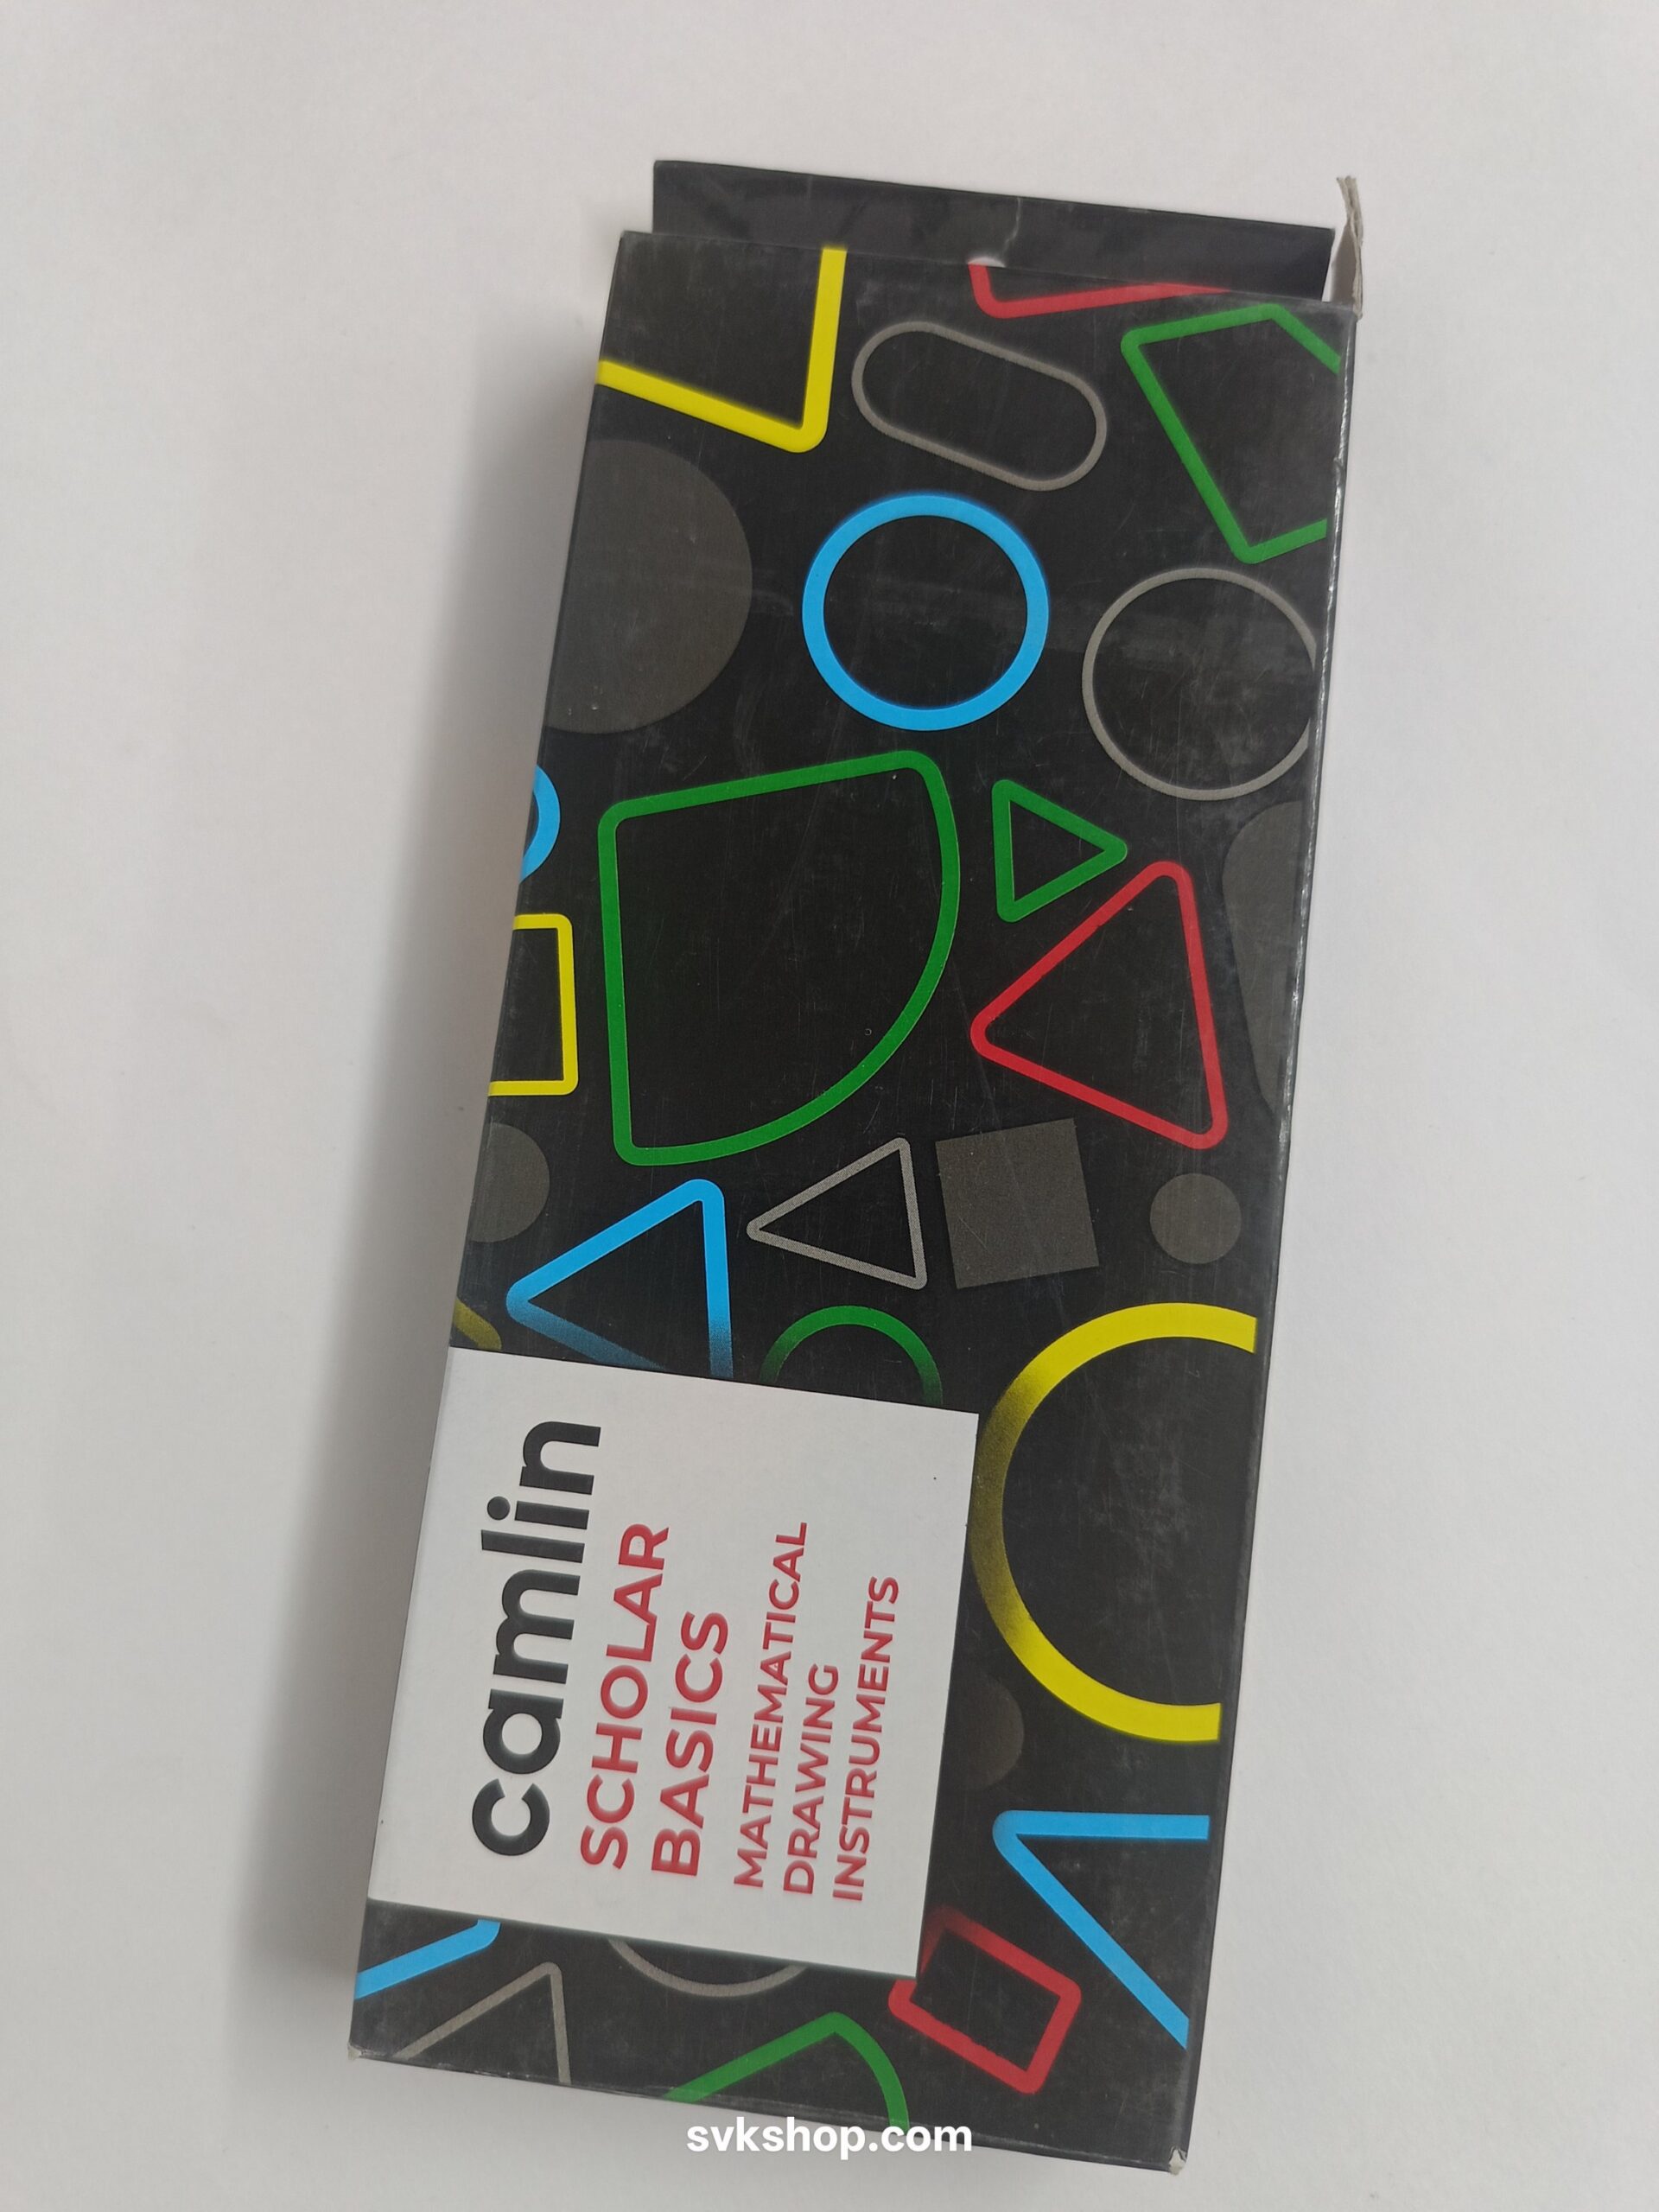 camlin
SCHOLAR
BASICS
MATHEMATICAL
DRAWING
INSTRUMENTS
svkshop.com